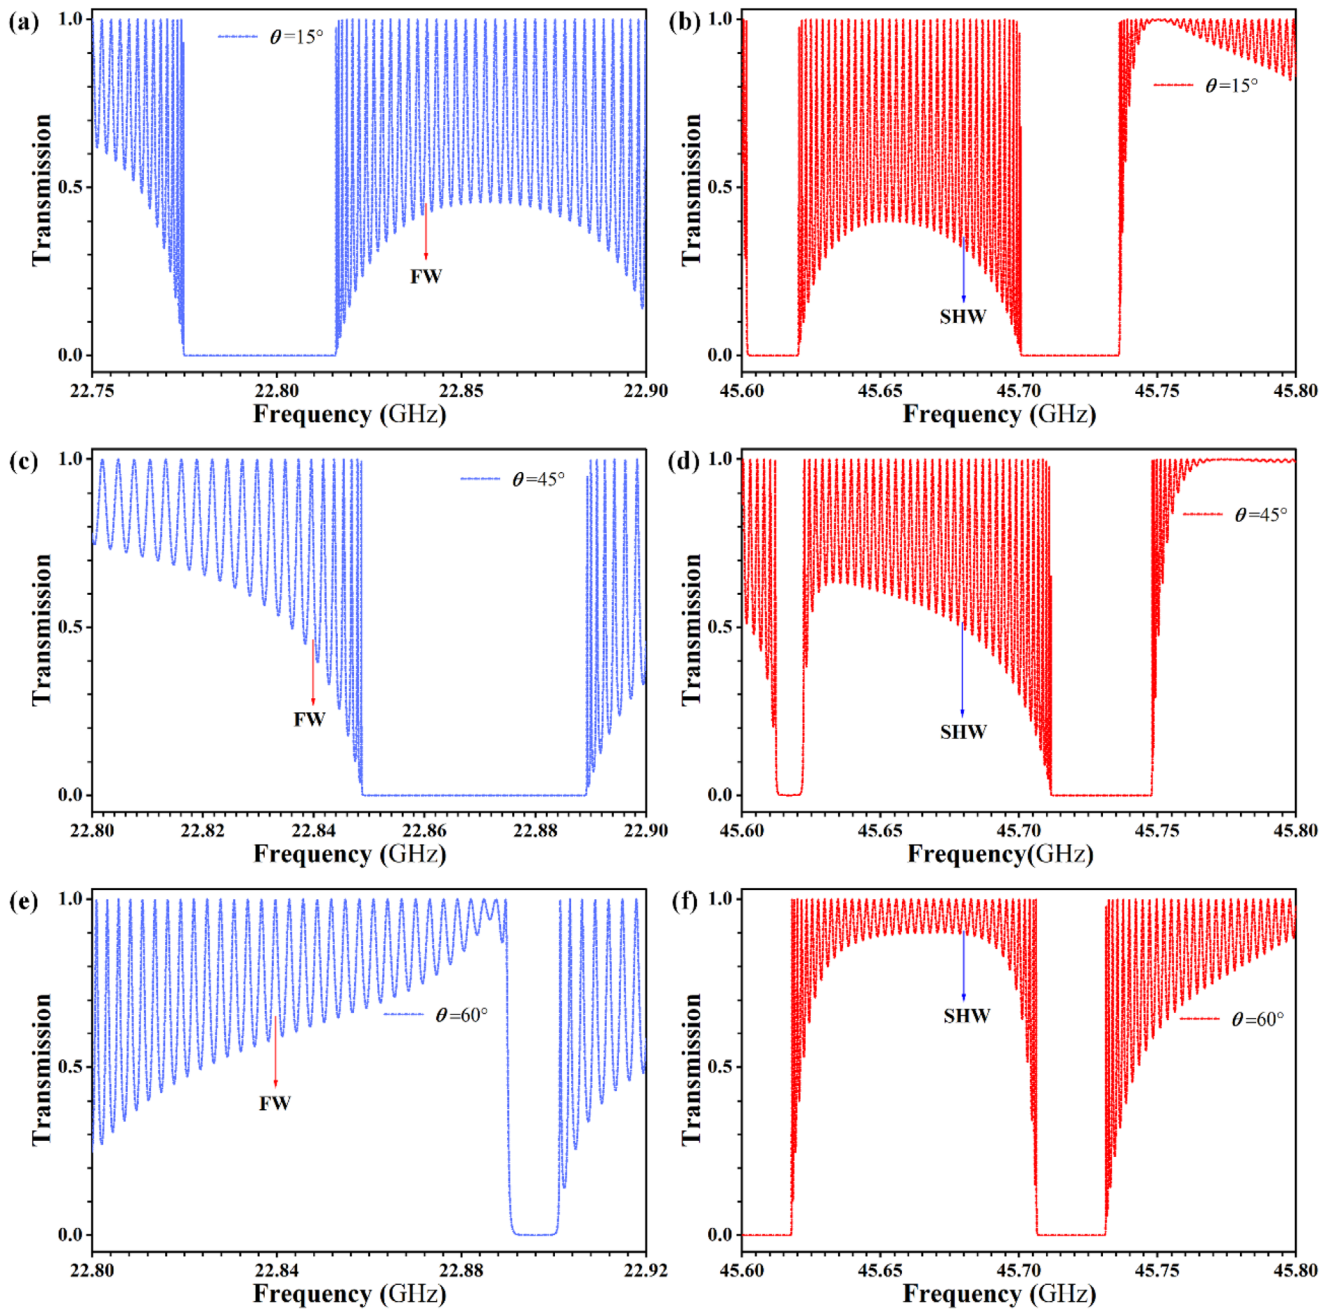 (a)
1.0
0.5
0.0
Transmission
θ=15°
FW
22.75 22.80 22.85 22.90
Frequency (GHz)
(b)
1.0
0.5
0.0
Transmission
θ=15°
SHW
45.60 45.65 45.70 45.75 45.80
Frequency (GHz)
(c)
1.0
0.5
0.0
Transmission
θ=45°
FW
22.80 22.82 22.84 22.86 22.88 22.90
Frequency (GHz)
(d)
1.0
0.5
0.0
Transmission
θ=45°
SHW
45.60 45.65 45.70 45.75 45.80
Frequency(GHz)
(e)
1.0
0.5
0.0
Transmission
θ=60°
FW
22.80 22.84 22.88 22.92
Frequency (GHz)
(f)
1.0
0.5
0.0
Transmission
θ=60°
SHW
45.60 45.65 45.70 45.75 45.80
Frequency (GHz)